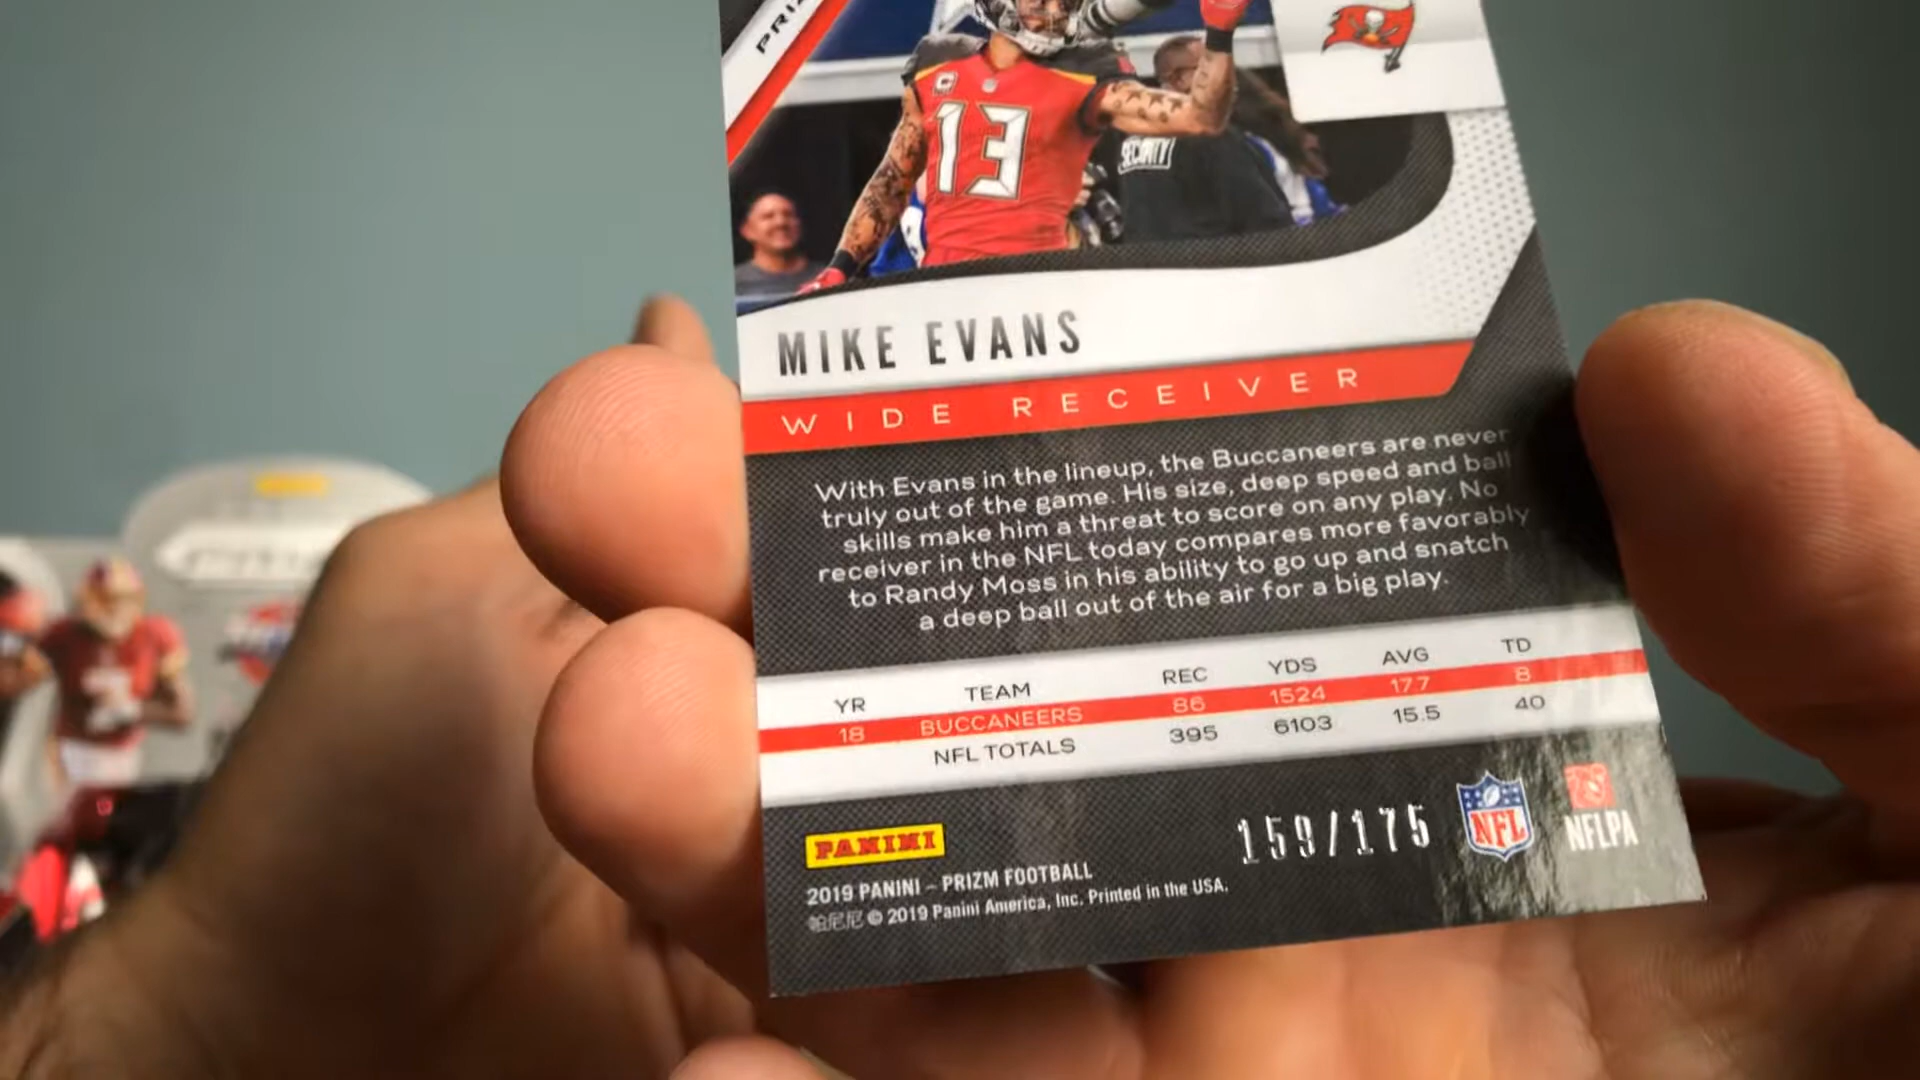 PRIZ
13
SECURITY
MIKE EVANS
WIDE RECEIVER
With Evans in the lineup, the Buccaneers are never
truly out of the game. His size, deep speed and ball
skills make him a threat to score on any play. No
receiver in the NFL today compares more favorably
to Randy Moss in his ability to go up and snatch
a deep ball out of the air for a big play.
YR TEAM REC YDS AVG TD
18 BUCCANEERS 86 1524 17.7 8
NFL TOTALS 395 6103 15.5 40
PANINI
159/175
NFL
NFLPA
2019 PANINI – PRIZM FOOTBALL
帕尼尼 © 2019 Panini America, Inc. Printed in the USA.